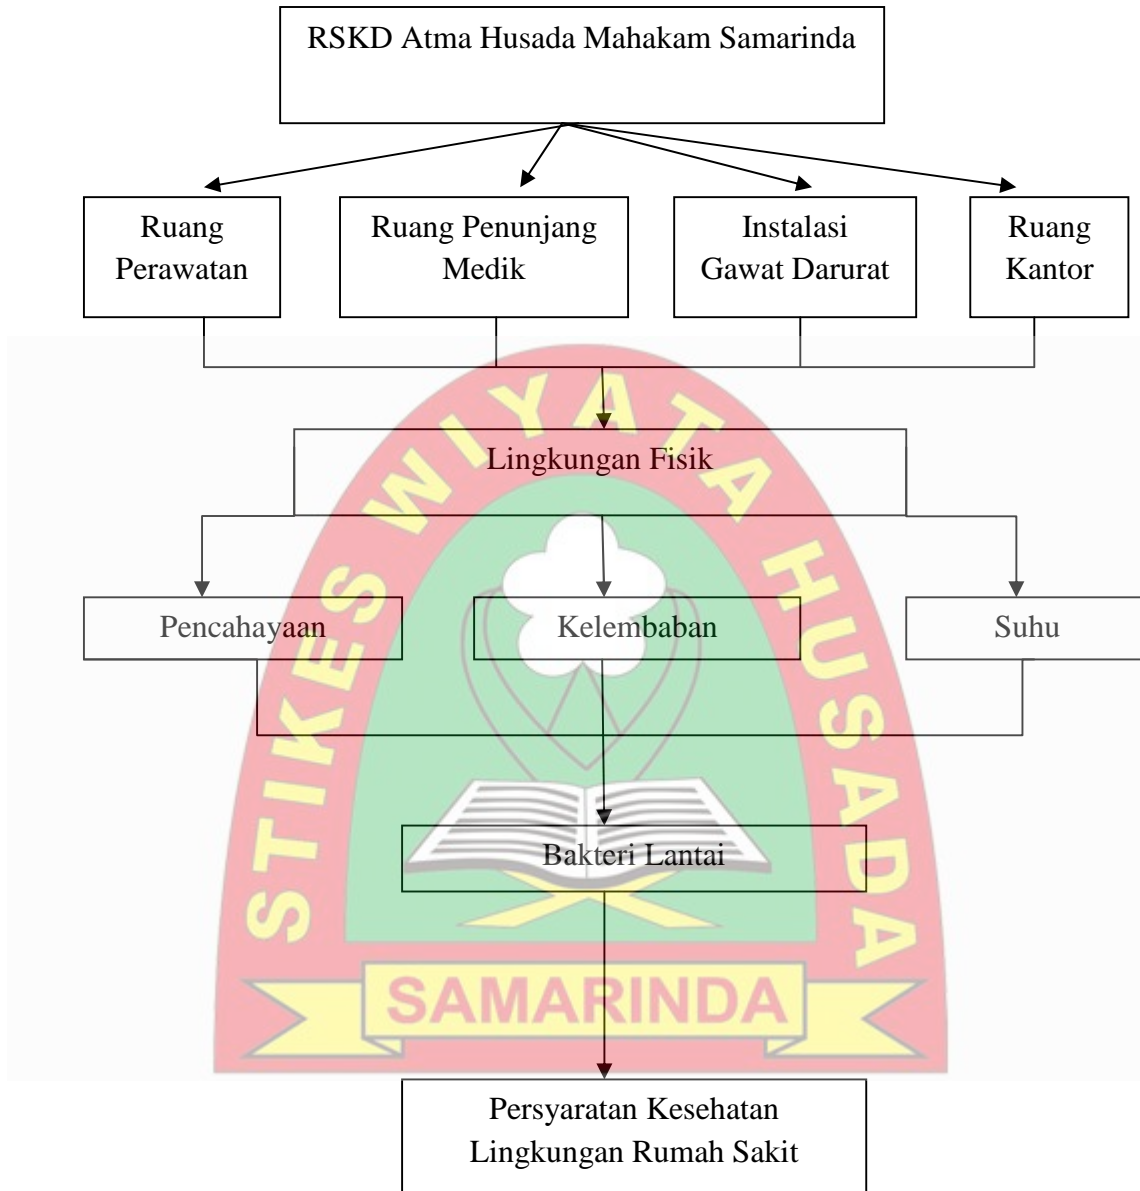 RSKD Atma Husada Mahakam Samarinda
Ruang
Perawatan
Ruang Penunjang
Medik
Instalasi
Gawat Darurat
Ruang
Kantor
Lingkungan Fisik
Pencahayaan
Kelembaban
Suhu
Bakteri Lantai
Persyaratan Kesehatan
Lingkungan Rumah Sakit
STIKES WIYATA HUSADA
SAMARINDA